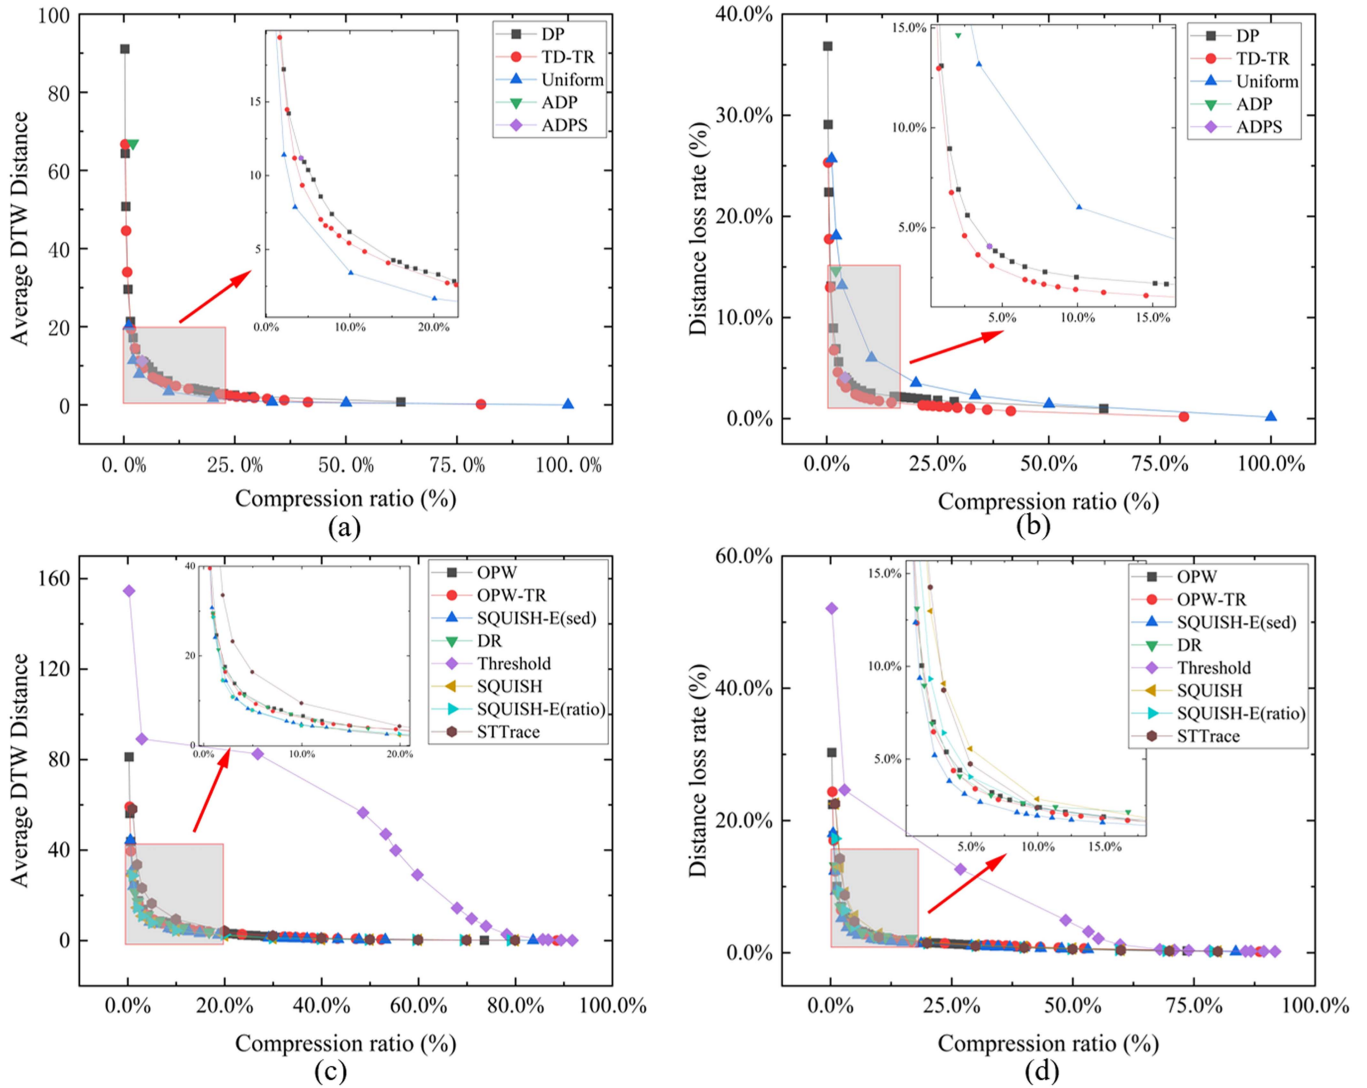 100
80
60
40
20
0
Average DTW Distance
0.0%
25.0%
50.0%
75.0%
100.0%
Compression ratio (%)
(a)
DP
TD-TR
Uniform
ADP
ADPS
15
10
5
0.0%
10.0%
20.0%
40.0%
30.0%
20.0%
10.0%
0.0%
Distance loss rate (%)
0.0%
25.0%
50.0%
75.0%
100.0%
Compression ratio (%)
(b)
DP
TD-TR
Uniform
ADP
ADPS
15.0%
10.0%
5.0%
5.0%
10.0%
15.0%
160
120
80
40
0
Average DTW Distance
0.0%
20.0%
40.0%
60.0%
80.0%
100.0%
Compression ratio (%)
(c)
OPW
OPW-TR
SQUISH-E(sed)
DR
Threshold
SQUISH
SQUISH-E(ratio)
STTrace
40
20
0
0.0%
10.0%
20.0%
60.0%
40.0%
20.0%
0.0%
Distance loss rate (%)
0.0%
25.0%
50.0%
75.0%
100.0%
Compression ratio (%)
(d)
OPW
OPW-TR
SQUISH-E(sed)
DR
Threshold
SQUISH
SQUISH-E(ratio)
STTrace
15.0%
10.0%
5.0%
5.0%
10.0%
15.0%